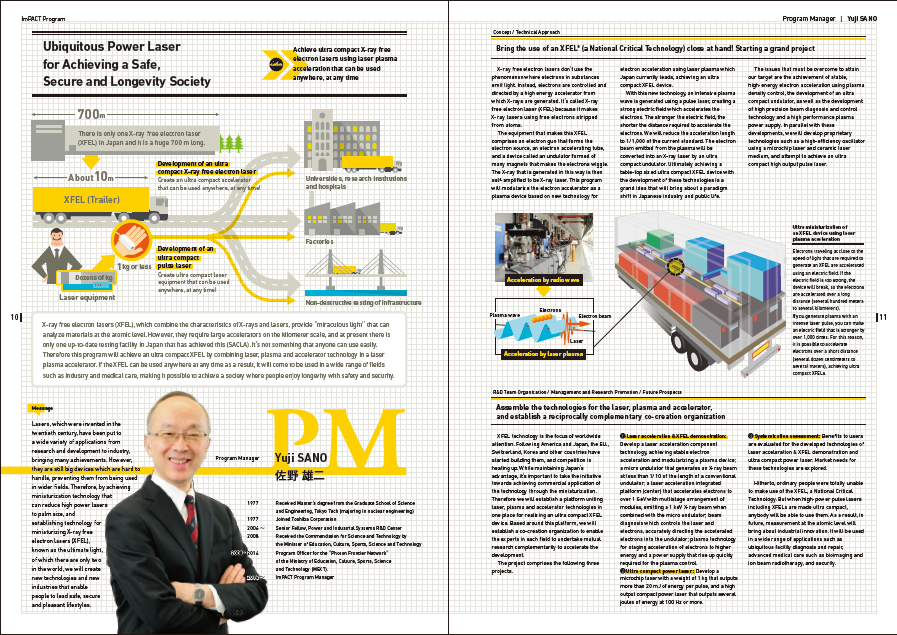 ImPACT Program
Ubiquitous Power Laser
for Achieving a Safe,
Secure and Longevity Society
Achieve ultra compact X-ray free
electron lasers using laser plasma
acceleration that can be used
anywhere, at any time
700m
There is only one X-ray free electron laser
(XFEL) in Japan and it is a huge 700 m long.
About 10m
XFEL (Trailer)
Development of an ultra
compact X-ray free electron laser
Create an ultra compact accelerator
that can be used anywhere, at any time!
Universities, research institutions
and hospitals
Factories
Development of an
ultra compact
pulse laser
Create ultra compact laser
equipment that can be used
anywhere, at any time!
1kg or less
Dozens of kg
Laser equipment
Non-destructive testing of infrastructure
10
X-ray free electron lasers (XFEL), which combine the characteristics of X-rays and lasers, provide "miraculous light" that can
analyze materials at the atomic level. However, they require large accelerators on the kilometer scale, and at present there is
only one up-to-date testing facility in Japan that has achieved this (SACLA). It's not something that anyone can use easily.
Therefore this program will achieve an ultra compact XFEL by combining laser, plasma and accelerator technology in a laser
plasma accelerator. If the XFEL can be used anywhere at any time as a result, it will come to be used in a wide range of fields
such as industry and medical care, making it possible to achieve a society where people enjoy longevity with safety and security.
Message
Lasers, which were invented in the
twentieth century, have been put to
a wide variety of applications from
research and development to industry,
bringing many achievements. However,
they are still big devices which are hard to
handle, preventing them from being used
in wider fields. Therefore, by achieving
miniaturization technology that
can reduce high power lasers
to palm size, and
establishing technology for
miniaturizing X-ray free
electron lasers (XFEL),
known as the ultimate light,
of which there are only two
in the world, we will create
new technologies and new
industries that enable
people to lead safe, secure
and pleasant lifestyles.
PM
Program Manager
Yuji SANO
佐野 雄二
1977 Received Master's degree from the Graduate School of Science
and Engineering, Tokyo Tech (majoring in nuclear engineering)
1977 Joined Toshiba Corporation
2004～ Senior Fellow, Power and Industrial Systems R&D Center
2008 Received the Commendation for Science and Technology by
the Minister of Education, Culture, Sports, Science and Technology
2014 Program Officer for the "Photon Frontier Network"
of the Ministry of Education, Culture, Sports, Science
and Technology (MEXT).
ImPACT Program Manager
Program Manager | Yuji SANO
Concept / Technical Approach
Bring the use of an XFEL* (a National Critical Technology) close at hand! Starting a grand project
X-ray free electron lasers don't use the
phenomena where electrons in substances
emit light. Instead, electrons are controlled and
directed by a high energy accelerator from
which X-rays are generated. It's called X-ray
free electron laser (XFEL) because it makes
X-ray lasers using free electrons stripped
from atoms.
The equipment that makes this XFEL
comprises an electron gun that forms the
electron source, an electron accelerating tube,
and a device called an undulator formed of
many magnets that makes the electrons wiggle.
The X-ray that is generated in this way is then
self-amplified to be X-ray laser. This program
will modularize the electron accelerator as a
plasma device based on new technology for
electron acceleration using laser plasma which
Japan currently leads, achieving an ultra
compact XFEL device.
With this new technology, an intensive plasma
wave is generated using a pulse laser, creating a
strong electric field which accelerates the
electrons. The stronger the electric field, the
shorter the distance required to accelerate the
electrons. We will reduce the acceleration length
to 1/1,000 of the current standard. The electron
beam emitted from the plasma will be
converted into an X-ray laser by an ultra
compact undulator. Ultimately achieving a
table-top sized ultra compact XFEL device with
the development of these technologies is a
grand idea that will bring about a paradigm
shift in Japanese industry and public life.
The issues that must be overcome to attain
our target are the achievement of stable,
high-energy electron acceleration using plasma
density control, the development of an ultra
compact undulator, as well as the development
of high precision beam diagnosis and control
technology and a high performance plasma
power supply. In parallel with these
developments, we will develop proprietary
technologies such as a high-efficiency oscillator
using a microchip laser and ceramic laser
medium, and attempt to achieve an ultra
compact high output pulse laser.
Acceleration by radio wave
Plasma wave
Electrons
Electron beam
Laser
Acceleration by laser plasma
Ultra miniaturization of
an XFEL device using laser
plasma acceleration
Electrons traveling at close to the
speed of light that are required to
generate an XFEL are accelerated
using an electric field. If the
electric field is too strong, the
device will break, so the electrons
are accelerated over a long
distance (several hundred meters
to several kilometers).
If you generate plasma with an
intense laser pulse, you can make
an electric field that is stronger by
over 1,000 times. For this reason,
it is possible to accelerate
electrons over a short distance
(several dozen centimeters to
several meters), achieving ultra
compact XFELs.
11
R&D Team Organization / Management and Research Promotion / Future Prospects
Assemble the technologies for the laser, plasma and accelerator,
and establish a reciprocally complementary co-creation organization
XFEL technology is the focus of worldwide
attention. Following America and Japan, the EU,
Switzerland, Korea and other countries have
started building them, and competition is
heating up. While maintaining Japan's
advantage, it's important to take the initiative
towards achieving commercial application of
the technology through the miniaturization.
Therefore we will establish a platform uniting
laser, plasma and accelerator technologies in
one place for realizing an ultra compact XFEL
device. Based around this platform, we will
establish a co-creation organization to enable
the experts in each field to undertake mutual
research complementarily to accelerate the
development.
The project comprises the following three
projects.
❶Laser acceleration & XFEL demonstration:
Develop a laser acceleration component
technology, achieving stable electron
acceleration and modularizing a plasma device;
a micro undulator that generates an X-ray beam
at less than 1/10 of the length of a conventional
undulator; a laser acceleration integrated
platform (carrier) that accelerates electrons to
over 1 GeV with multistage arrangement of
modules, emitting a 1 keV X-ray beam when
combined with the micro undulator; beam
diagnosis which controls the laser and
electrons, accurately directing the accelerated
electrons into the undulator; plasma technology
for staging acceleration of electrons to higher
energy and a power supply that rise up quickly
required for the plasma control.
❷Ultra compact power laser: Develop a
microchip laser with a weight of 1 kg that outputs
more than 20 mJ of energy per pulse, and a high
output compact power laser that outputs several
joules of energy at 100 Hz or more.
❸System-wise assessment: Benefits to users
are evaluated for the developed technologies of
laser acceleration & XFEL demonstration and
ultra compact power laser. Market needs for
these technologies are explored.
Hitherto, ordinary people were totally unable
to make use of the XFEL, a National Critical
Technology. But when high-power pulse lasers
including XFELs are made ultra compact,
anybody will be able to use them. As a result, in
future, measurement at the atomic level will
bring about industrial innovation. It will be used
in a wide range of applications such as
ubiquitous facility diagnosis and repair,
advanced medical care such as bioimaging and
ion beam radiotherapy, and security.